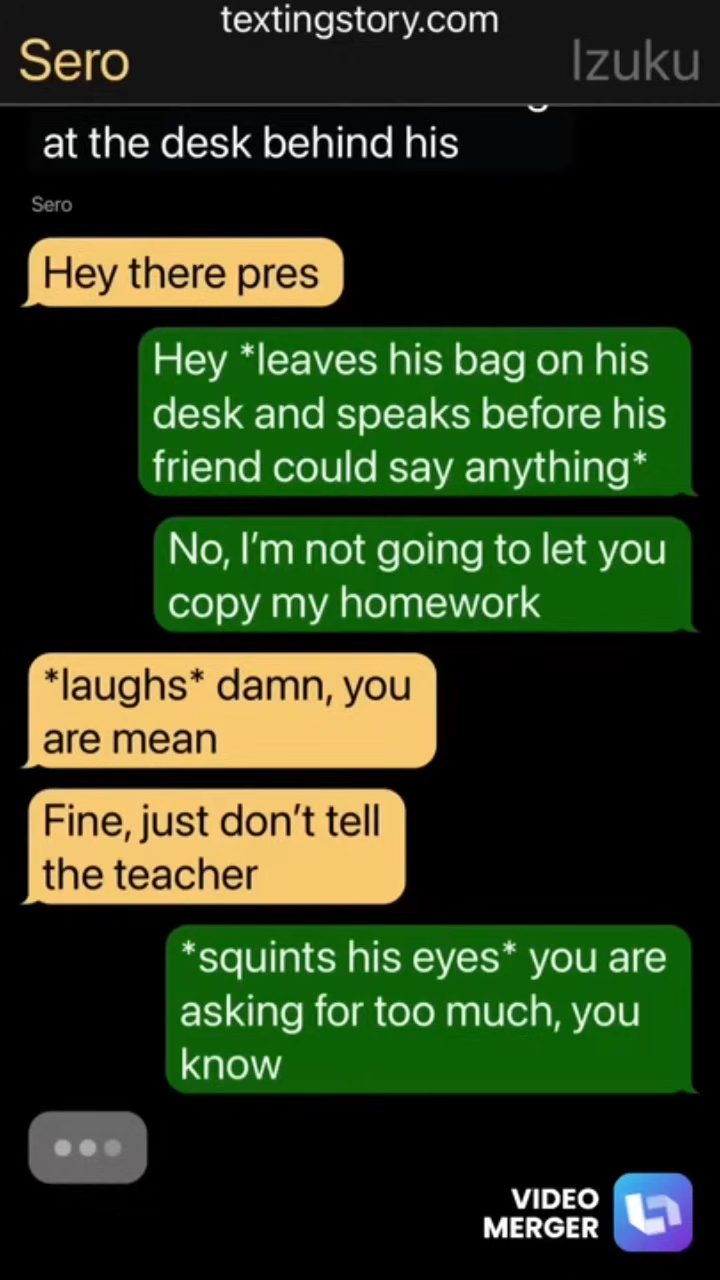 textingstory.com
Sero
Izuku
at the desk behind his
Sero
Hey there pres
Hey *leaves his bag on his
desk and speaks before his
friend could say anything*
No, I’m not going to let you
copy my homework
*laughs* damn, you
are mean
Fine, just don’t tell
the teacher
*squints his eyes* you are
asking for too much, you
know
VIDEO
MERGER